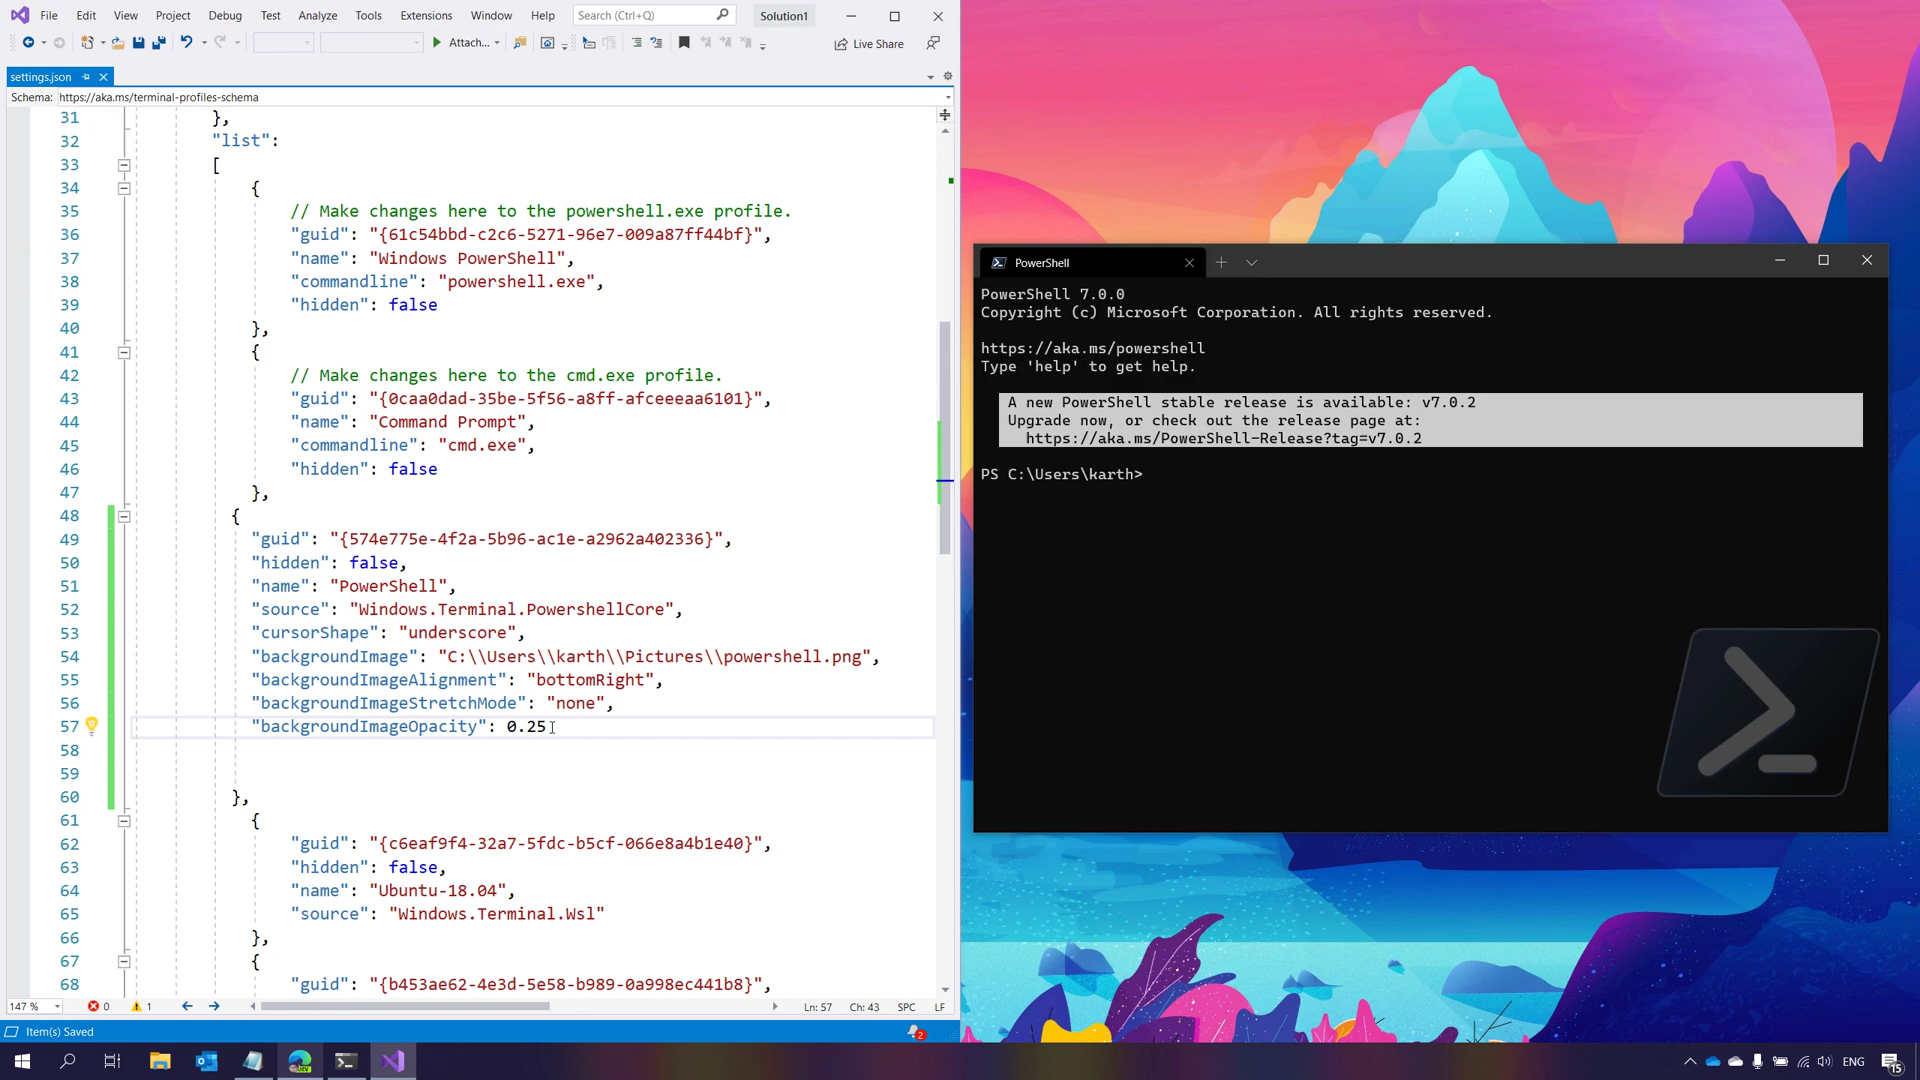 File Edit View Project Build Debug Test Analyze Tools Extensions Window Help Search (Ctrl+Q) Solution1
Attach... Live Share
settings.json
Schema: https://aka.ms/terminal-profiles-schema
31 },
32 "list":
33 [
34 {
35 // Make changes here to the powershell.exe profile.
36 "guid": "{61c54bbd-c2c6-5271-96e7-009a87ff44bf}",
37 "name": "Windows PowerShell",
38 "commandline": "powershell.exe",
39 "hidden": false
40 },
41 {
42 // Make changes here to the cmd.exe profile.
43 "guid": "{0caa0dad-35be-5f56-a8ff-afceeeaa6101}",
44 "name": "Command Prompt",
45 "commandline": "cmd.exe",
46 "hidden": false
47 },
48 {
49 "guid": "{574e775e-4f2a-5b96-ac1e-a2962a402336}",
50 "hidden": false,
51 "name": "PowerShell",
52 "source": "Windows.Terminal.PowershellCore",
53 "cursorShape": "underscore",
54 "backgroundImage": "C:\\Users\\karth\\Pictures\\powershell.png",
55 "backgroundImageAlignment": "bottomRight",
56 "backgroundImageStretchMode": "none",
57 "backgroundImageOpacity": 0.25
58
59
60 },
61 {
62 "guid": "{c6eaf9f4-32a7-5fdc-b5cf-066e8a4b1e40}",
63 "hidden": false,
64 "name": "Ubuntu-18.04",
65 "source": "Windows.Terminal.Wsl"
66 },
67 {
68 "guid": "{b453ae62-4e3d-5e58-b989-0a998ec441b8}",
147 % 0 1 Ln: 57 Ch: 43 SPC LF
Item(s) Saved 2
PowerShell
PowerShell 7.0.0
Copyright (c) Microsoft Corporation. All rights reserved.
https://aka.ms/powershell
Type 'help' to get help.
A new PowerShell stable release is available: v7.0.2
Upgrade now, or check out the release page at:
https://aka.ms/PowerShell-Release?tag=v7.0.2
PS C:\Users\karth>
ENG 15